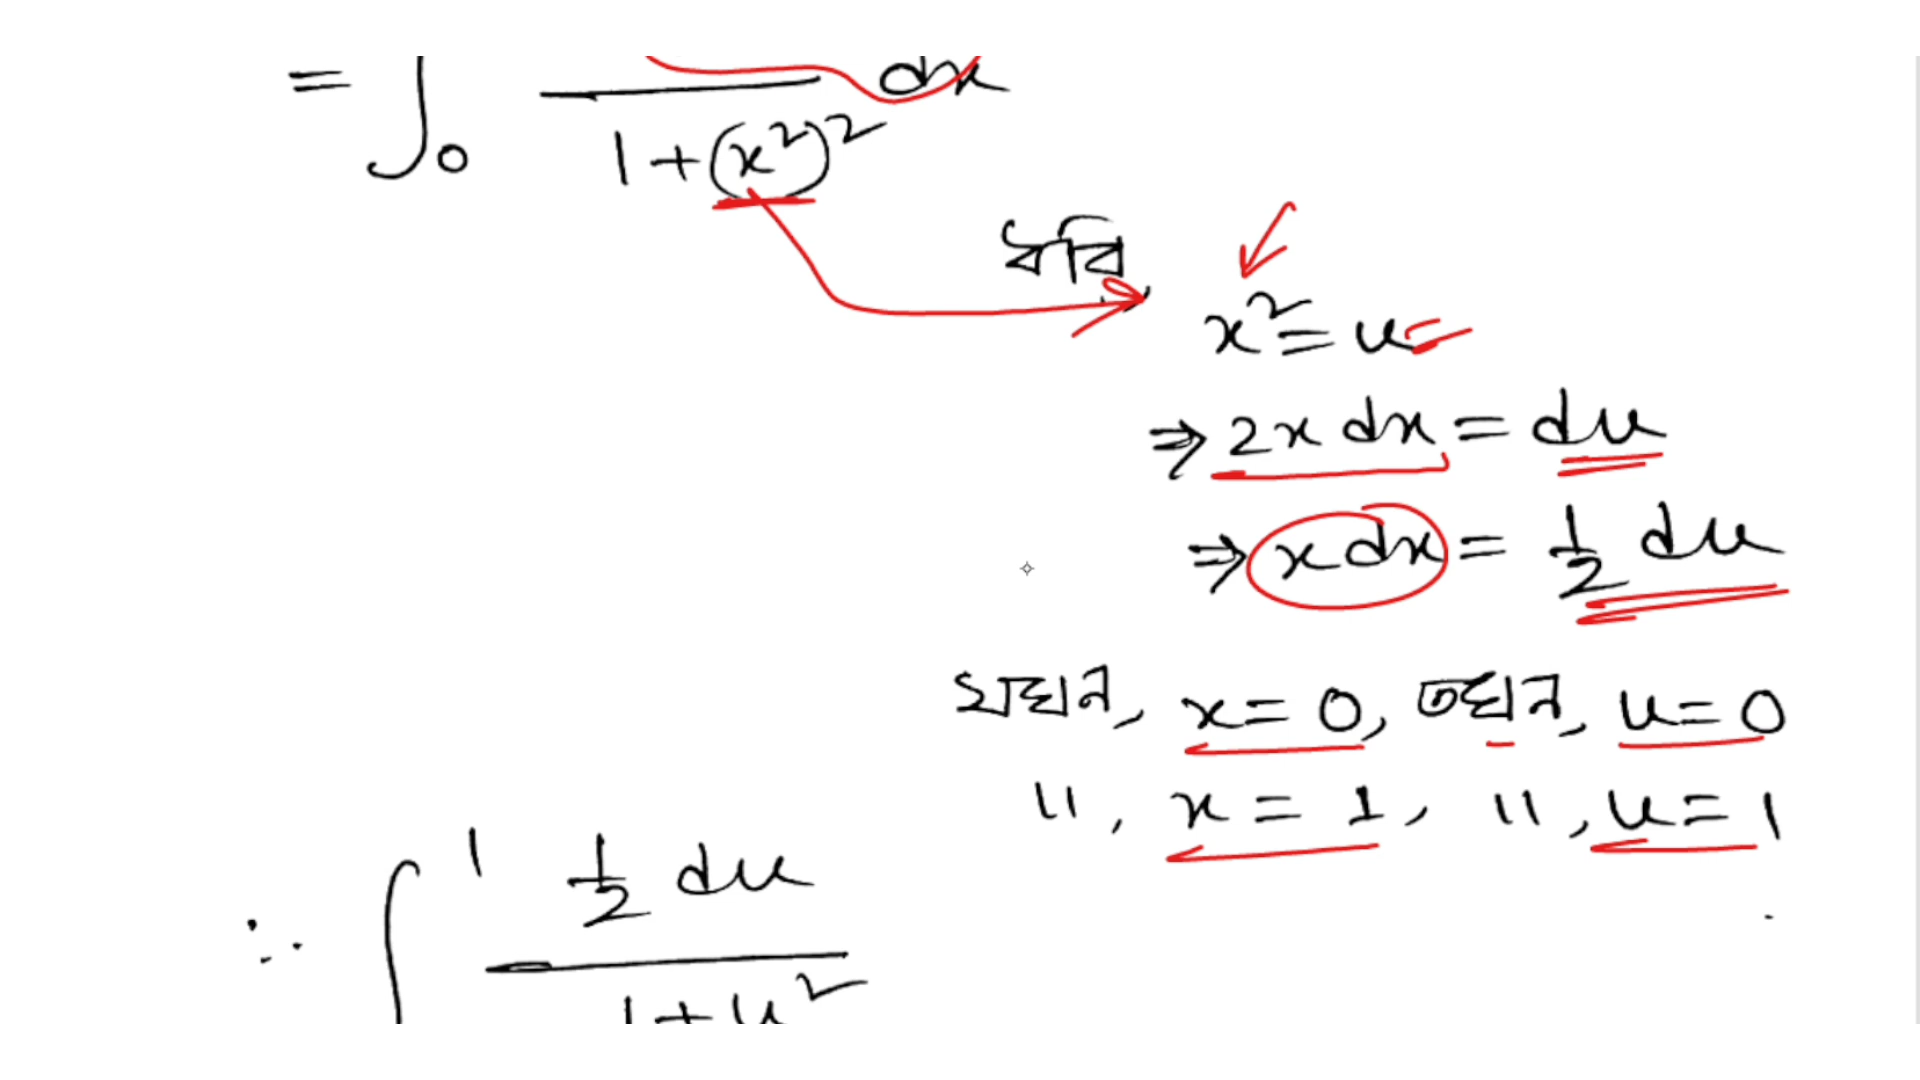 = ∫₀ ―― dx
1 + (x²)²
ধরি,
x² = u
⇒ 2x dx = du
⇒ x dx = ½ du
যখন, x = 0, তখন, u = 0
〃, x = 1, 〃, u = 1
∴ ∫¹ ½ du
1 + u²